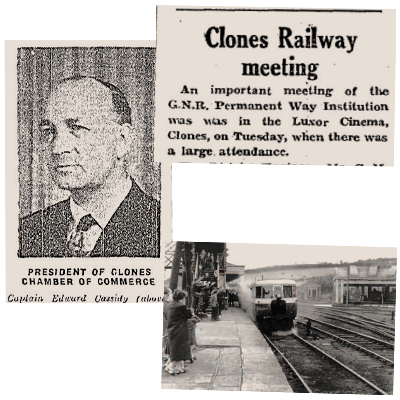 Clones Railway
meeting
An important meeting of the
G.N.R. Permanent Way Institution
was was in the Luxor Cinema,
Clones, on Tuesday, when there was
a large attendance.
PRESIDENT OF CLONES
CHAMBER OF COMMERCE
Captain Edward Cassidy (above